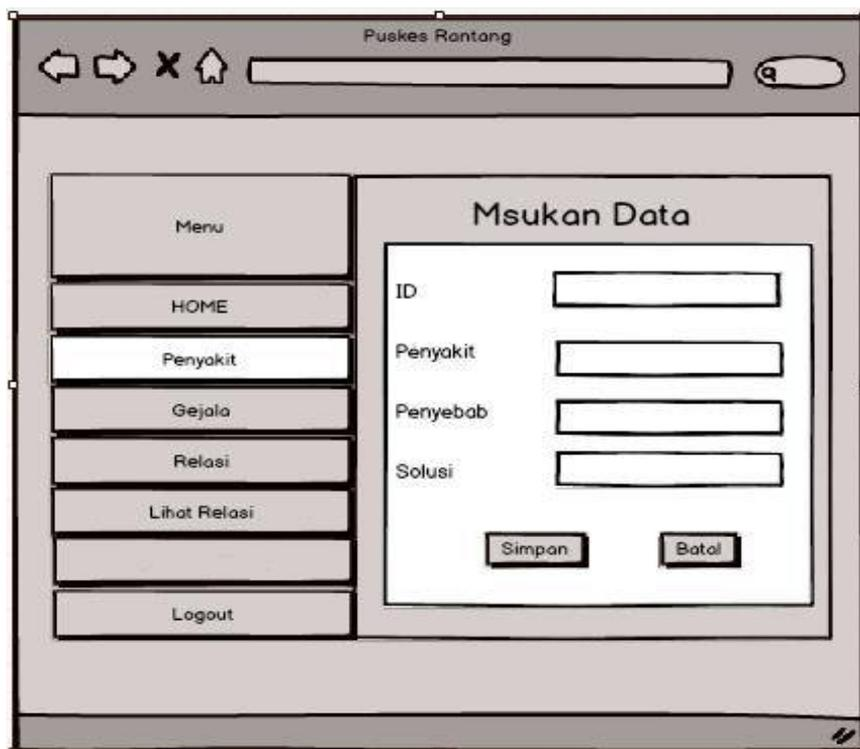 Puskes Rantang
Menu
HOME
Penyakit
Gejala
Relasi
Lihat Relasi
Logout
Msukan Data
ID
Penyakit
Penyebab
Solusi
Simpan
Batal